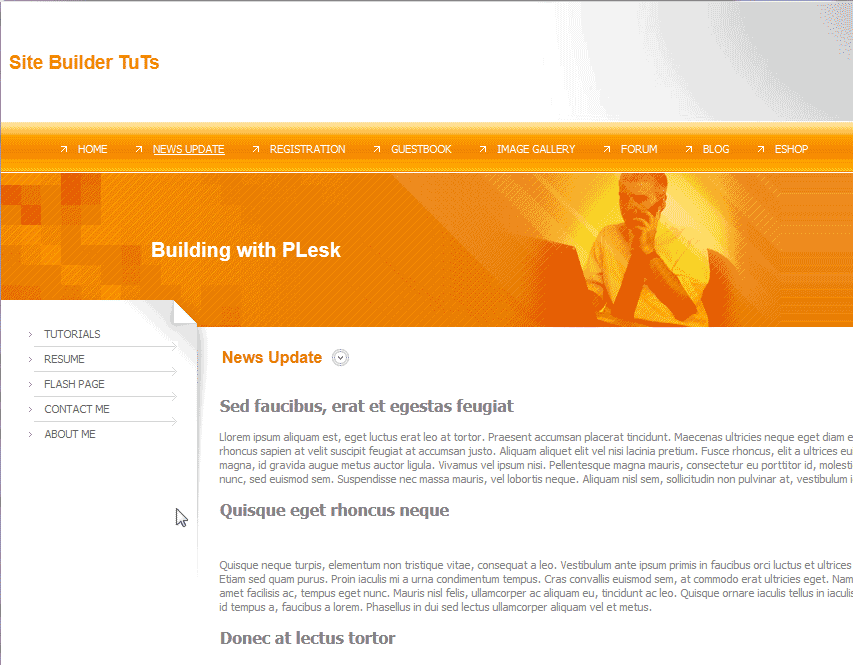 Site Builder TuTs
HOME NEWS UPDATE REGISTRATION GUESTBOOK IMAGE GALLERY FORUM BLOG ESHOP
Building with PLesk
TUTORIALS
RESUME
FLASH PAGE
CONTACT ME
ABOUT ME
News Update
Sed faucibus, erat et egestas feugiat
Lorem ipsum aliquam est, eget luctus erat leo at tortor. Praesent accumsan placerat tincidunt. Maecenas ultricies neque eget diam e
rhoncus sapien at velit suscipit feugiat at accumsan justo. Aliquam aliquet elit vel nisi lacinia pretium. Fusce rhoncus, elit a ultrices eu
magna, id gravida augue metus auctor ligula. Vivamus vel ipsum nisi. Pellentesque magna mauris, consectetur eu porttitor id, molesti
nunc, sed euismod sem. Suspendisse nec massa mauris, vel lobortis neque. Aliquam nisl sem, sollicitudin non pulvinar at, vestibulum i
Quisque eget rhoncus neque
Quisque neque turpis, elementum non tristique vitae, consequat a leo. Vestibulum ante ipsum primis in faucibus orci luctus et ultrices
Etiam sed quam purus. Proin iaculis mi a urna condimentum tempus. Cras convallis euismod sem, at commodo erat ultricies eget. Nam
amet facilisis ac, tempus eget nunc. Mauris nisl felis, ullamcorper ac aliquam eu, tincidunt ac leo. Quisque ornare iaculis tellus in iaculis
id tempus a, faucibus a lorem. Phasellus in dui sed lectus ullamcorper aliquam vel et metus.
Donec at lectus tortor